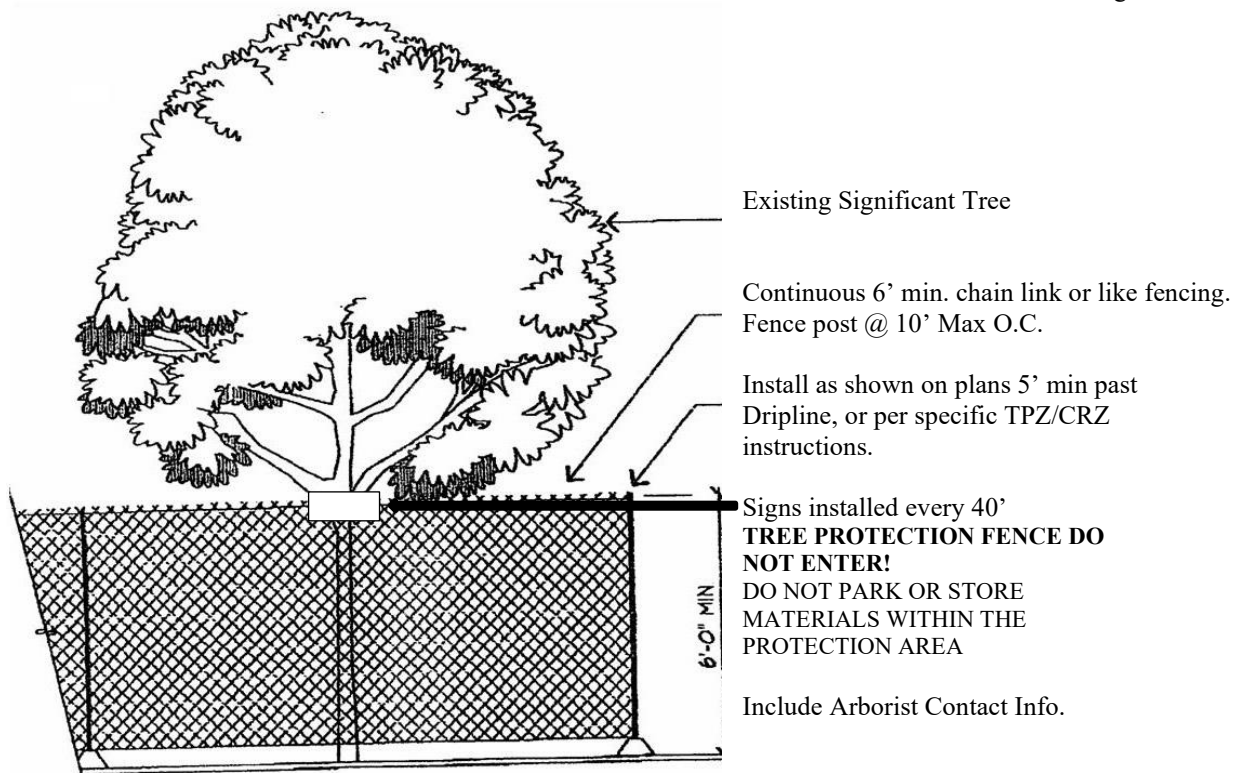 Existing Significant Tree
Continuous 6’ min. chain link or like fencing.
Fence post @ 10’ Max O.C.
Install as shown on plans 5’ min past
Dripline, or per specific TPZ/CRZ
instructions.
Signs installed every 40’
TREE PROTECTION FENCE DO
NOT ENTER!
DO NOT PARK OR STORE
MATERIALS WITHIN THE
PROTECTION AREA
Include Arborist Contact Info.
6'-0" MIN